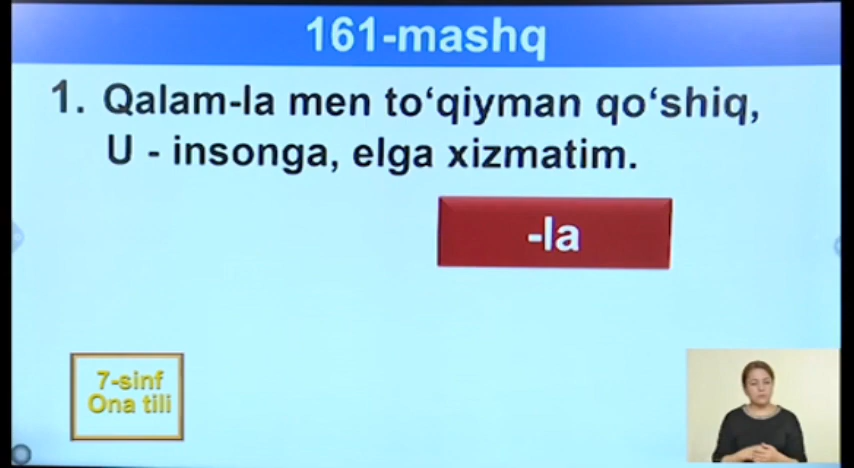 161-mashq
1. Qalam-la men to‘qiyman qo‘shiq,
U - insonga, elga xizmatim.
-la
7-sinf
Ona tili